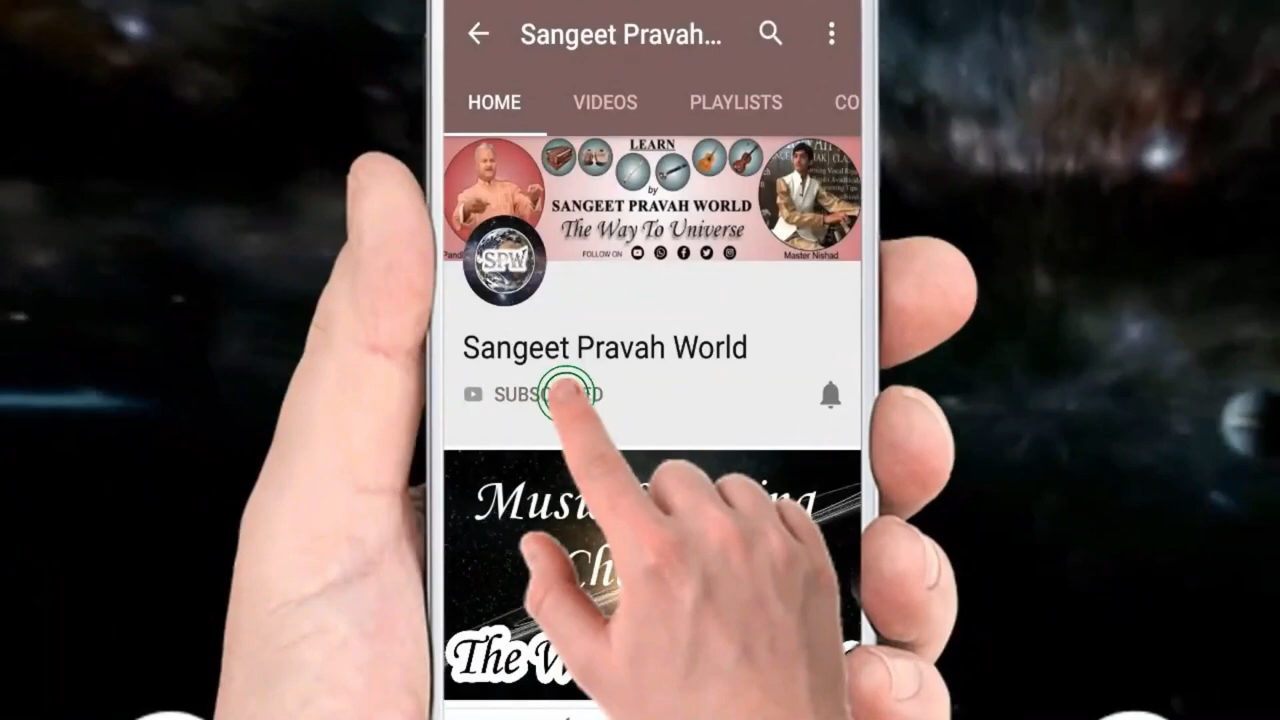 Sangeet Pravah...
HOME VIDEOS PLAYLISTS CO
LEARN
by
SANGEET PRAVAH WORLD
The Way To Universe
FOLLOW ON
Master Nishad
SPW
Sangeet Pravah World
The